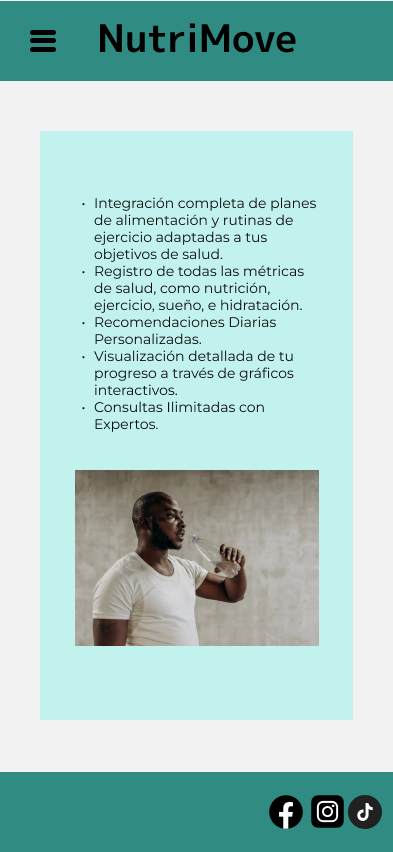 NutriMove
• Integración completa de planes
de alimentación y rutinas de
ejercicio adaptadas a tus
objetivos de salud.
• Registro de todas las métricas
de salud, como nutrición,
ejercicio, sueño, e hidratación.
• Recomendaciones Diarias
Personalizadas.
• Visualización detallada de tu
progreso a través de gráficos
interactivos.
• Consultas Ilimitadas con
Expertos.